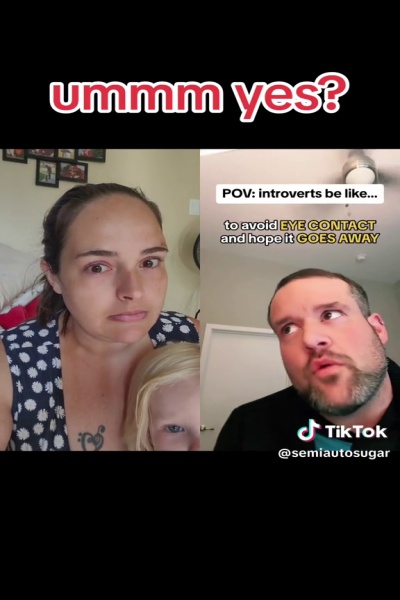 ummm yes?
POV: introverts be like...
to avoid EYE CONTACT
and hope it GOES AWAY
TikTok
@semiautosugar